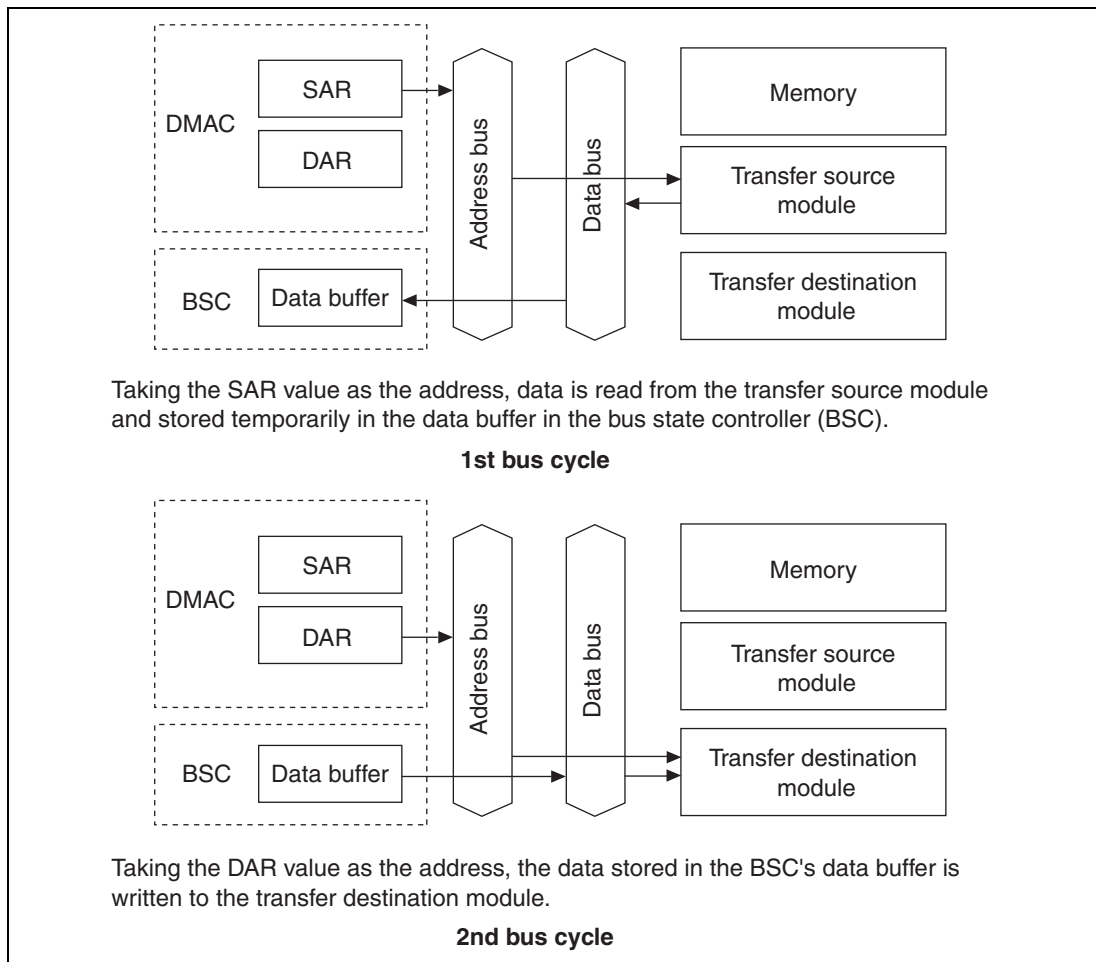 DMAC
SAR
DAR
BSC
Data buffer
Address bus
Data bus
Memory
Transfer source
module
Transfer destination
module
Taking the SAR value as the address, data is read from the transfer source module
and stored temporarily in the data buffer in the bus state controller (BSC).
1st bus cycle
DMAC
SAR
DAR
BSC
Data buffer
Address bus
Data bus
Memory
Transfer source
module
Transfer destination
module
Taking the DAR value as the address, the data stored in the BSC's data buffer is
written to the transfer destination module.
2nd bus cycle